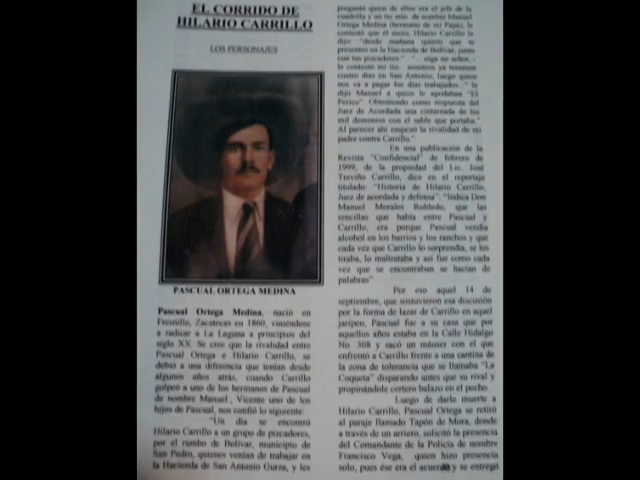 EL CORRIDO DE
HILARIO CARRILLO
LOS PERSONAJES
PASCUAL ORTEGA MEDINA
Pascual Ortega Medina, nació en
Fresnillo, Zacatecas en 1860, viniéndose
a radicar a La Laguna a principios del
siglo XX. Se cree que la rivalidad entre
Pascual Ortega e Hilario Carrillo, se
debió a una diferencia que tenían desde
algunos años atrás, cuando Carrillo
golpeó a uno de los hermanos de Pascual
de nombre Manuel, Vicente uno de los
hijos de Pascual, nos confió lo siguiente:
"Un día se encontró
Hilario Carrillo a un grupo de pizcadores,
por el rumbo de Bolívar, municipio de
San Pedro, quienes venían de trabajar en
la Hacienda de San Antonio Gurza, y les
preguntó quien de ellos era el jefe de la
cuadrilla y un tío mío de nombre Manuel
Ortega Medina (hermano de mi Papá), le
contestó que él mero, Hilario Carrillo le
dijo "desde mañana quiero que te
presentes en la Hacienda de Bolívar, junto
con tus pizcadores" "... oiga no señor, -
le contestó mi tío- nosotros ya tenemos
cuatro días en San Antonio, luego quien
nos va a pagar los días trabajados..." le
dijo Manuel a quien le apodaban "El
Perico". Obteniendo como respuesta del
Juez de Acordada una cintareada de los
mil demonios con el sable que portaba."
Al parecer ahí empezó la rivalidad de mi
padre contra Carrillo."
En una publicación de la
Revista "Confidencial" de febrero de
1999, de la propiedad del Lic. José
Treviño Carrillo, dice en el reportaje
titulado: "Historia de Hilario Carrillo,
Juez de acordada y defensa": "Indica Don
Manuel Morales Robledo, que las
rencillas que había entre Pascual y
Carrillo, era porque Pascual vendía
alcohol en los barrios y los ranchos y que
cada vez que Carrillo lo sorprendía, se los
tiraba, lo maltrataba y así fue como cada
vez que se encontraban se hacían de
palabras"
Por eso aquel 14 de
septiembre, que sostuvieron esa discusión
por la forma de lazar de Carrillo en aquel
jaripeo, Pascual fue a su casa que por
aquellos años estaba en la Calle Hidalgo
No. 308 y sacó un máuser con el que
enfrentó a Carrillo frente a una cantina de
la zona de tolerancia que se llamaba "La
Coqueta" disparando antes que su rival y
propinándole certero balazo en el pecho.
Luego de darle muerte a
Hilario Carrillo, Pascual Ortega se retiró
al paraje llamado Tapón de Mora, donde
a través de un arriero, solicitó la presencia
del Comandante de la Policía de nombre
Francisco Vega, quien hizo presencia
solo, pues ése era el acuerdo y se entregó